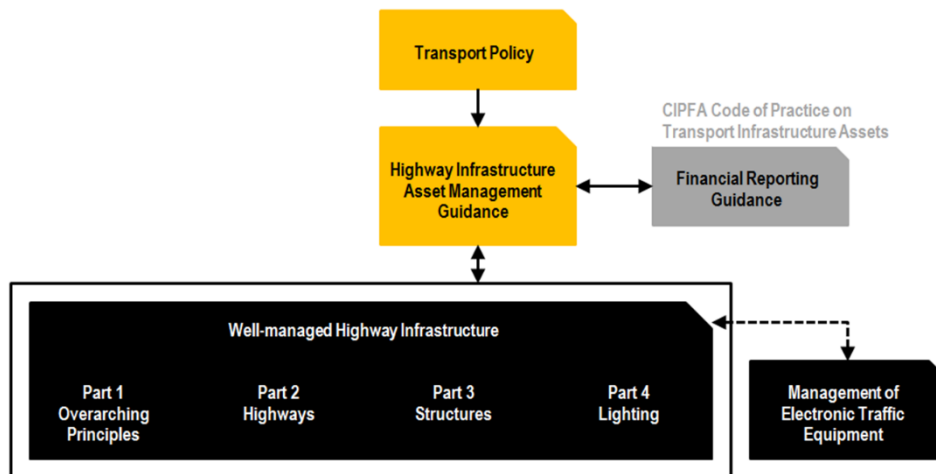 Transport Policy
CIPFA Code of Practice on
Transport Infrastructure Assets
Highway Infrastructure
Asset Management
Guidance
Financial Reporting
Guidance
Well-managed Highway Infrastructure
Part 1
Overarching
Principles
Part 2
Highways
Part 3
Structures
Part 4
Lighting
Management of
Electronic Traffic
Equipment